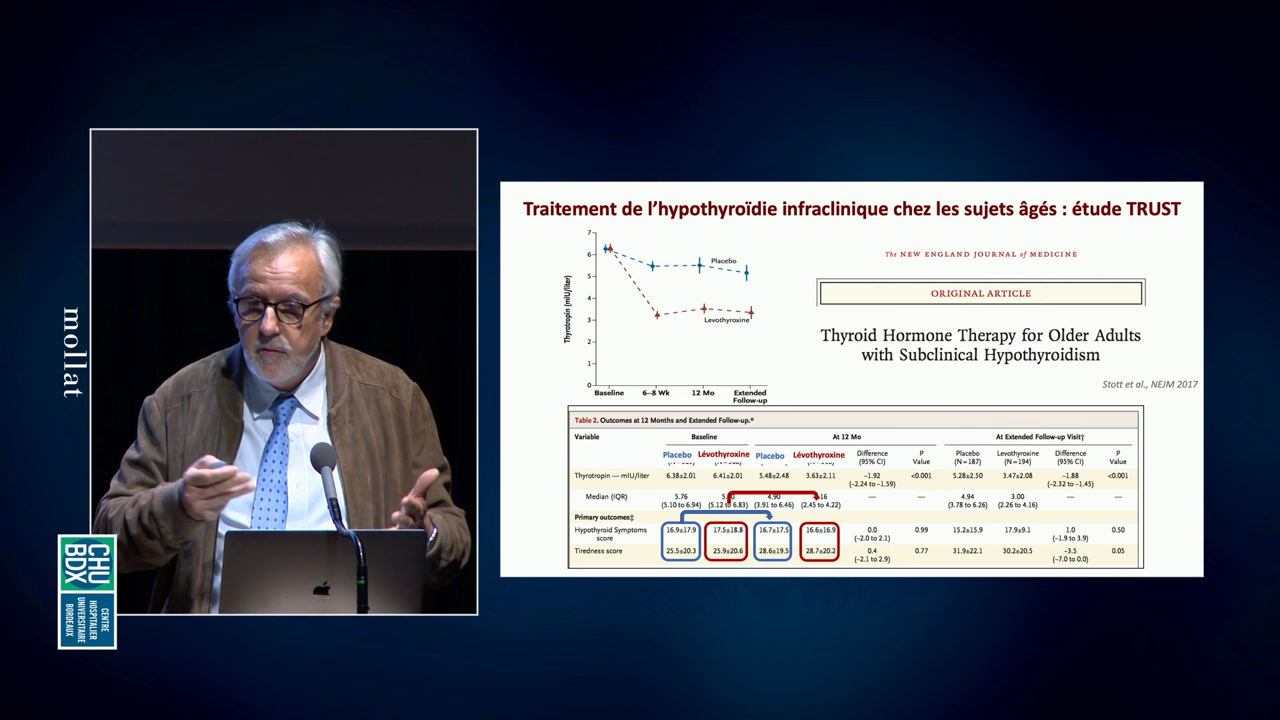 mollat
CHU
BDX
CENTRE
HOSPITALIER
UNIVERSITAIRE
BORDEAUX
Traitement de l'hypothyroïdie infraclinique chez les sujets âgés : étude TRUST
Thyrotropin (mIU/liter)
7
6
5
4
3
2
1
0
Placebo
Levothyroxine
Baseline 6–8 Wk 12 Mo Extended
Follow-up
The NEW ENGLAND JOURNAL of MEDICINE
ORIGINAL ARTICLE
Thyroid Hormone Therapy for Older Adults
with Subclinical Hypothyroidism
Stott et al., NEJM 2017
Table 2. Outcomes at 12 Months and Extended Follow-up.*
Variable Baseline At 12 Mo At Extended Follow-up Visit†
Placebo Lévothyroxine Placebo Lévothyroxine Difference P Placebo Levothyroxine Difference P
(95% CI) Value (N=187) (N=194) (95% CI) Value
Thyrotropin — mIU/liter 6.38±2.01 6.41±2.01 5.48±2.48 3.63±2.11 −1.92 <0.001 5.28±2.50 3.47±2.08 −1.88 <0.001
(−2.24 to −1.59) (−2.32 to −1.45)
Median (IQR) 5.76 4.90 — — 4.94 3.00 — —
(5.10 to 6.94) (5.12 to 6.83) (3.91 to 6.46) (2.45 to 4.22) (3.78 to 6.26) (2.26 to 4.16)
Primary outcomes‡
Hypothyroid Symptoms 16.9±17.9 17.5±18.8 16.7±17.5 16.6±16.9 0.0 0.99 15.2±15.9 17.9±9.1 1.0 0.50
score (−2.0 to 2.1) (−1.9 to 3.9)
Tiredness score 25.5±20.3 25.9±20.6 28.6±19.5 28.7±20.2 0.4 0.77 31.9±22.1 30.2±20.5 −3.5 0.05
(−2.1 to 2.9) (−7.0 to 0.0)